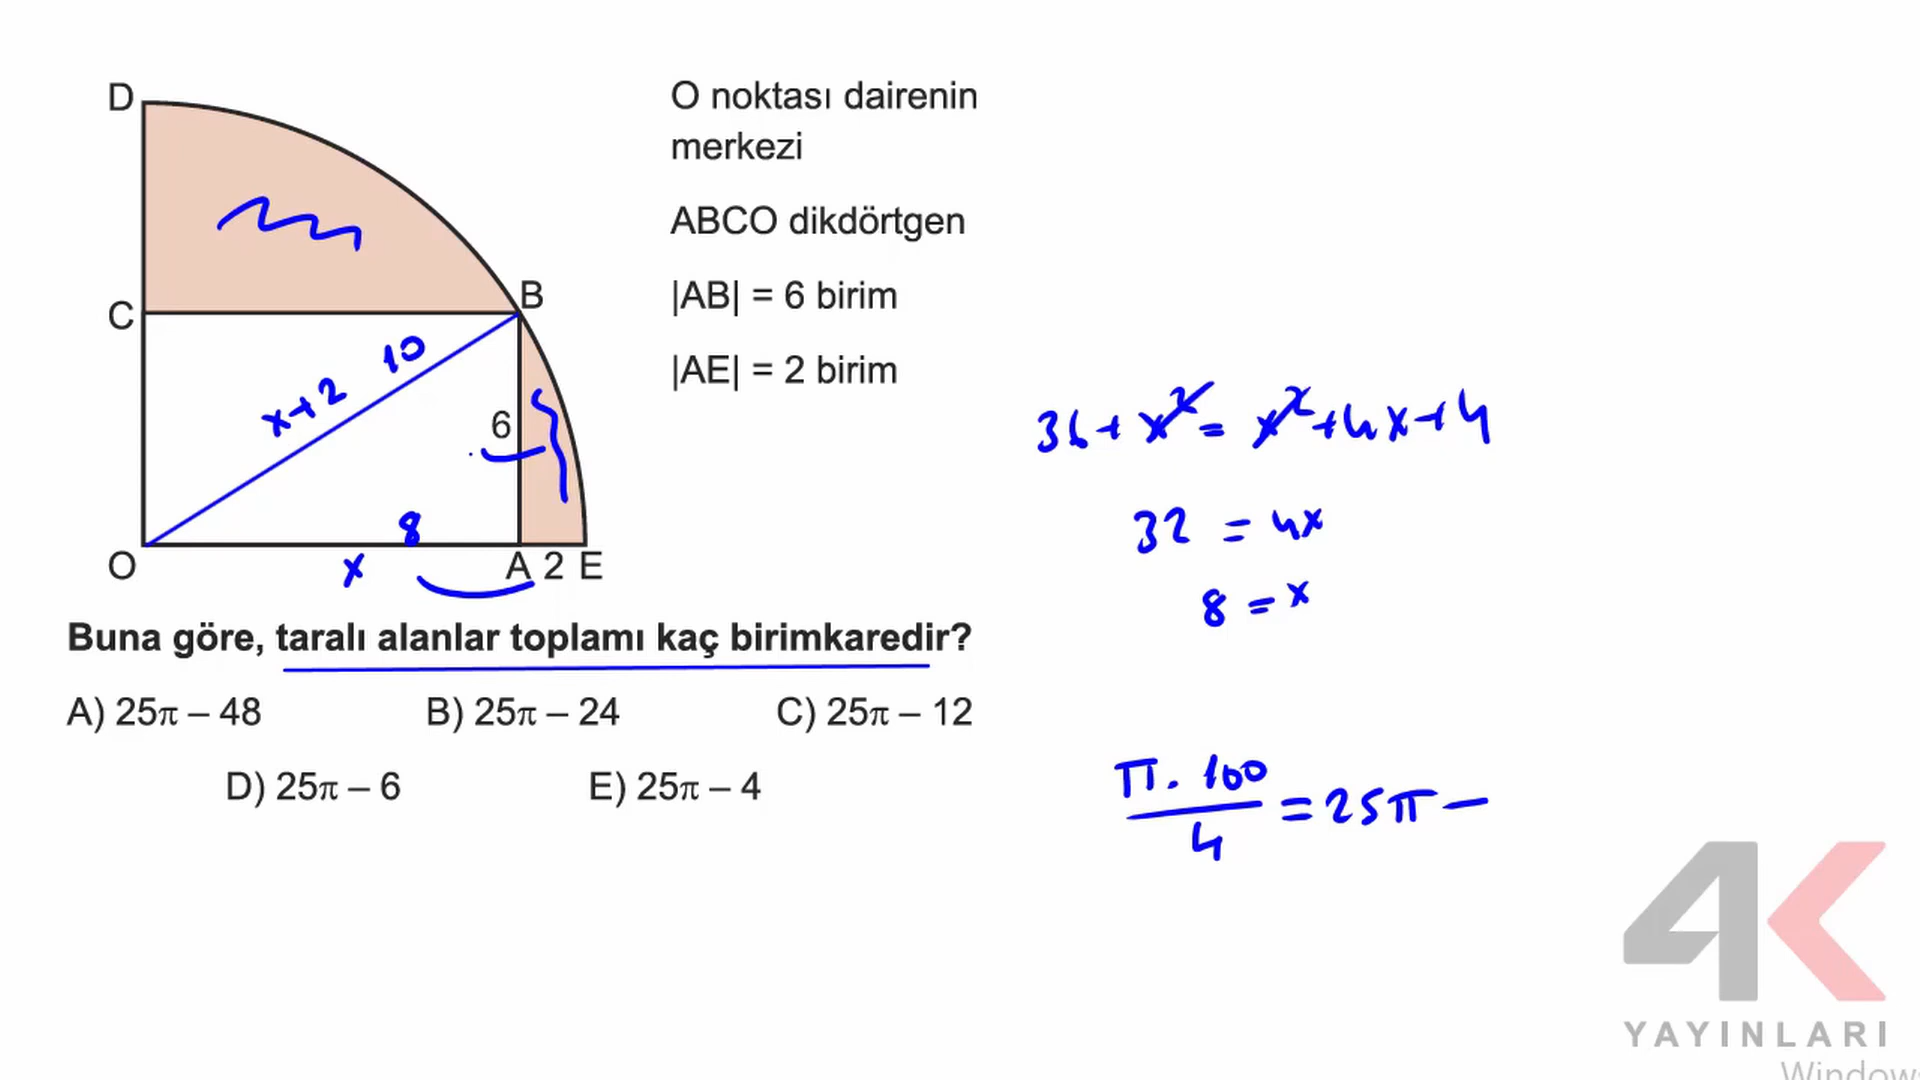 D
O noktası dairenin
merkezi
ABCO dikdörtgen
C
B
|AB| = 6 birim
|AE| = 2 birim
10
x+2
6
36 + x² = x² + 4x + 4
32 = 4x
8 = x
8
O
x
A 2 E
Buna göre, taralı alanlar toplamı kaç birimkaredir?
A) 25π – 48 B) 25π – 24 C) 25π – 12
D) 25π – 6 E) 25π – 4
π . 100
4
= 25π –
4K
YAYINLARI